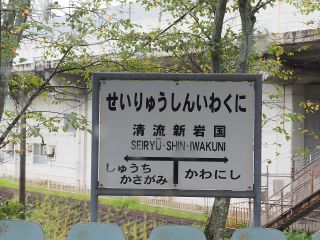 せいりゅうしんいわくに
清流新岩国
SEIRYŪ-SHIN-IWAKUNI
しゅうち
かさがみ
かわにし